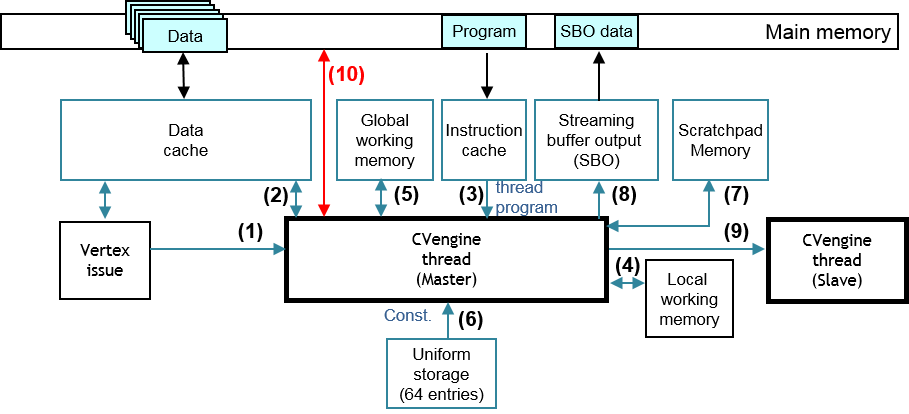 Data
Program
SBO data
Main memory
(10)
Data
cache
Global
working
memory
Instruction
cache
Streaming
buffer output
(SBO)
Scratchpad
Memory
(2)
(5)
(3)
thread
program
(8)
(7)
Vertex
issue
(1)
CVengine
thread
(Master)
(9)
CVengine
thread
(Slave)
(4)
Local
working
memory
Const.
(6)
Uniform
storage
(64 entries)